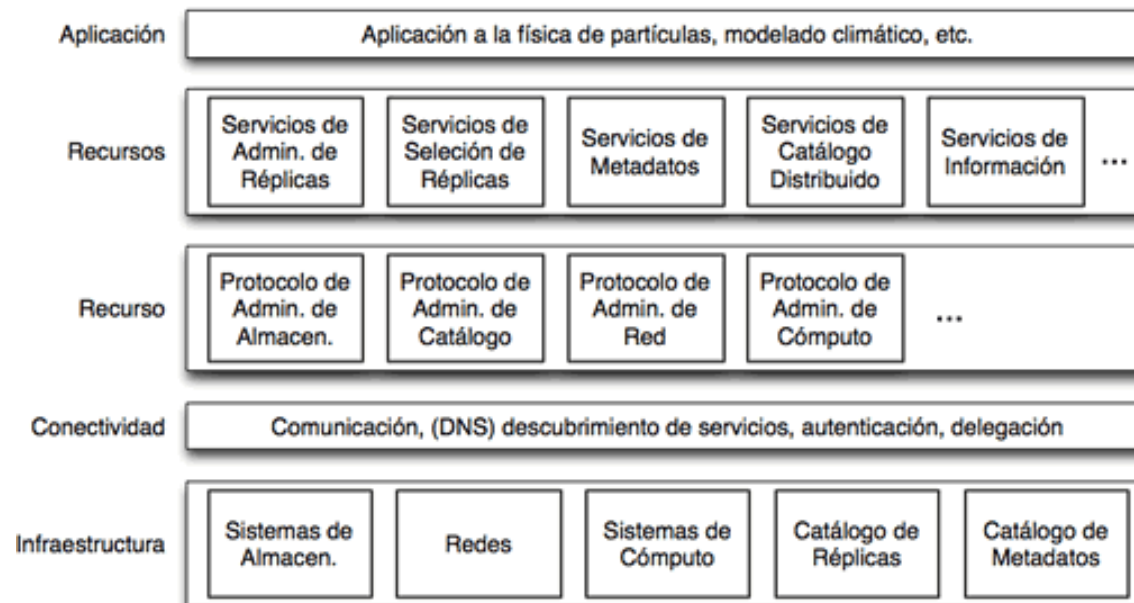 Aplicación
Aplicación a la física de partículas, modelado climático, etc.
Recursos
Servicios de
Admin. de
Réplicas
Servicios de
Seleción de
Réplicas
Servicios de
Metadatos
Servicios de
Catálogo
Distribuido
Servicios de
Información
...
Recurso
Protocolo de
Admin. de
Almacen.
Protocolo de
Admin. de
Catálogo
Protocolo de
Admin. de
Red
Protocolo de
Admin. de
Cómputo
...
Conectividad
Comunicación, (DNS) descubrimiento de servicios, autenticación, delegación
Infraestructura
Sistemas de
Almacen.
Redes
Sistemas de
Cómputo
Catálogo de
Réplicas
Catálogo de
Metadatos